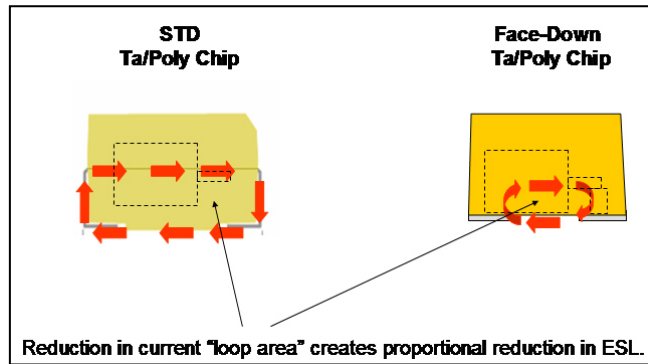 STD
Ta/Poly Chip
Face-Down
Ta/Poly Chip
Reduction in current "loop area" creates proportional reduction in ESL.